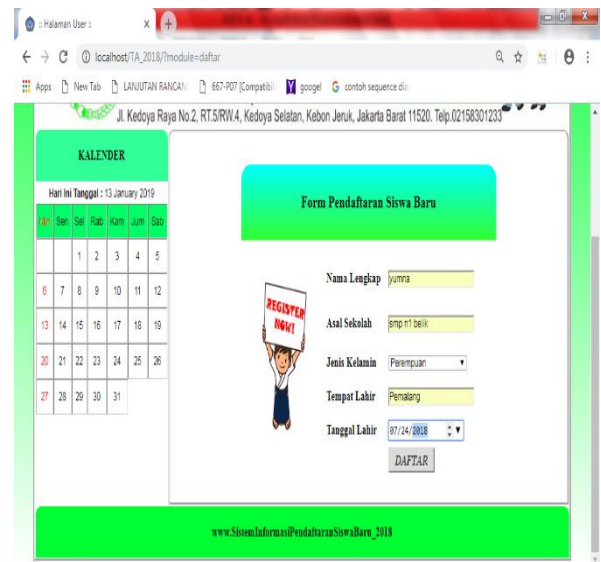 :: Halaman User ::
localhost/TA_2018/?module=daftar
Apps New Tab LANJUTAN RANCAN 667-P07 [Compatibil googel contoh sequence dia
Jl. Kedoya Raya No.2, RT.5/RW.4, Kedoya Selatan, Kebon Jeruk, Jakarta Barat 11520. Telp.02158301233
KALENDER
Hari Ini Tanggal : 13 January 2019
Min Sen Sel Rab Kam Jum Sab
1 2 3 4 5
6 7 8 9 10 11 12
13 14 15 16 17 18 19
20 21 22 23 24 25 26
27 28 29 30 31
Form Pendaftaran Siswa Baru
REGISTER
NOW!
Nama Lengkap yumna
Asal Sekolah smp n1 belik
Jenis Kelamin Perempuan
Tempat Lahir Pemalang
Tanggal Lahir 07/24/2018
DAFTAR
www.SistemInformasiPendaftaranSiswaBaru_2018